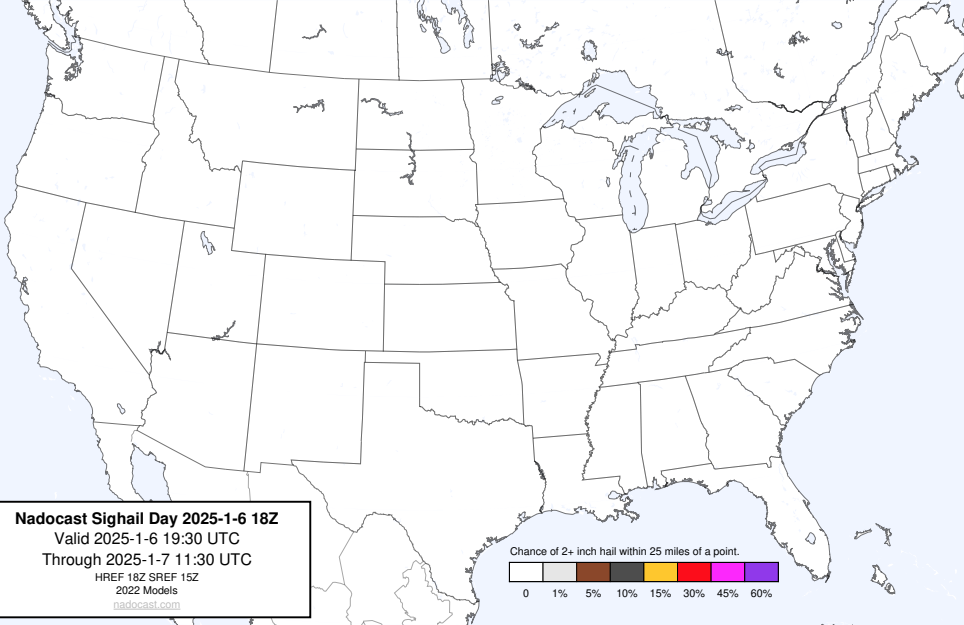 Nadocast Sighail Day 2025-1-6 18Z
Valid 2025-1-6 19:30 UTC
Through 2025-1-7 11:30 UTC
HREF 18Z SREF 15Z
2022 Models
nadocast.com
Chance of 2+ inch hail within 25 miles of a point.
0 1% 5% 10% 15% 30% 45% 60%